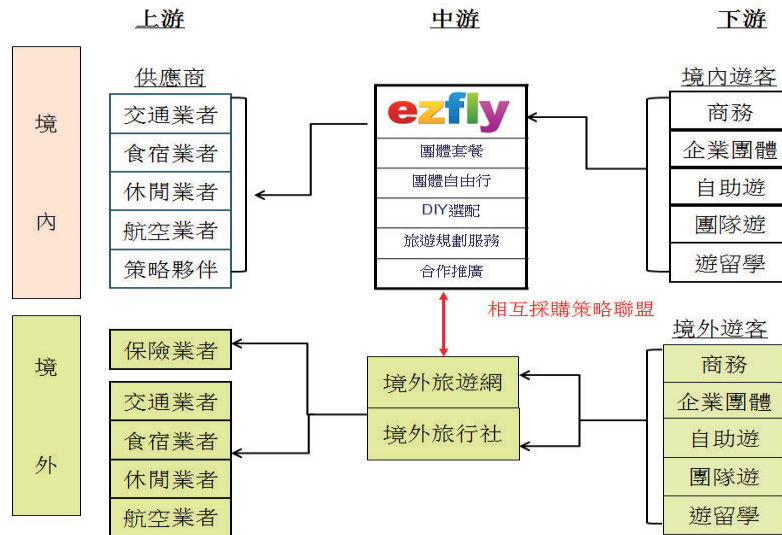 上游
中游
下游
境
內
供應商
交通業者
食宿業者
休閒業者
航空業者
策略夥伴
ezfly
團體套餐
團體自由行
DIY選配
旅遊規劃服務
合作推廣
境內遊客
商務
企業團體
自助遊
團隊遊
遊留學
相互採購策略聯盟
境
外
保險業者
交通業者
食宿業者
休閒業者
航空業者
境外旅遊網
境外旅行社
境外遊客
商務
企業團體
自助遊
團隊遊
遊留學